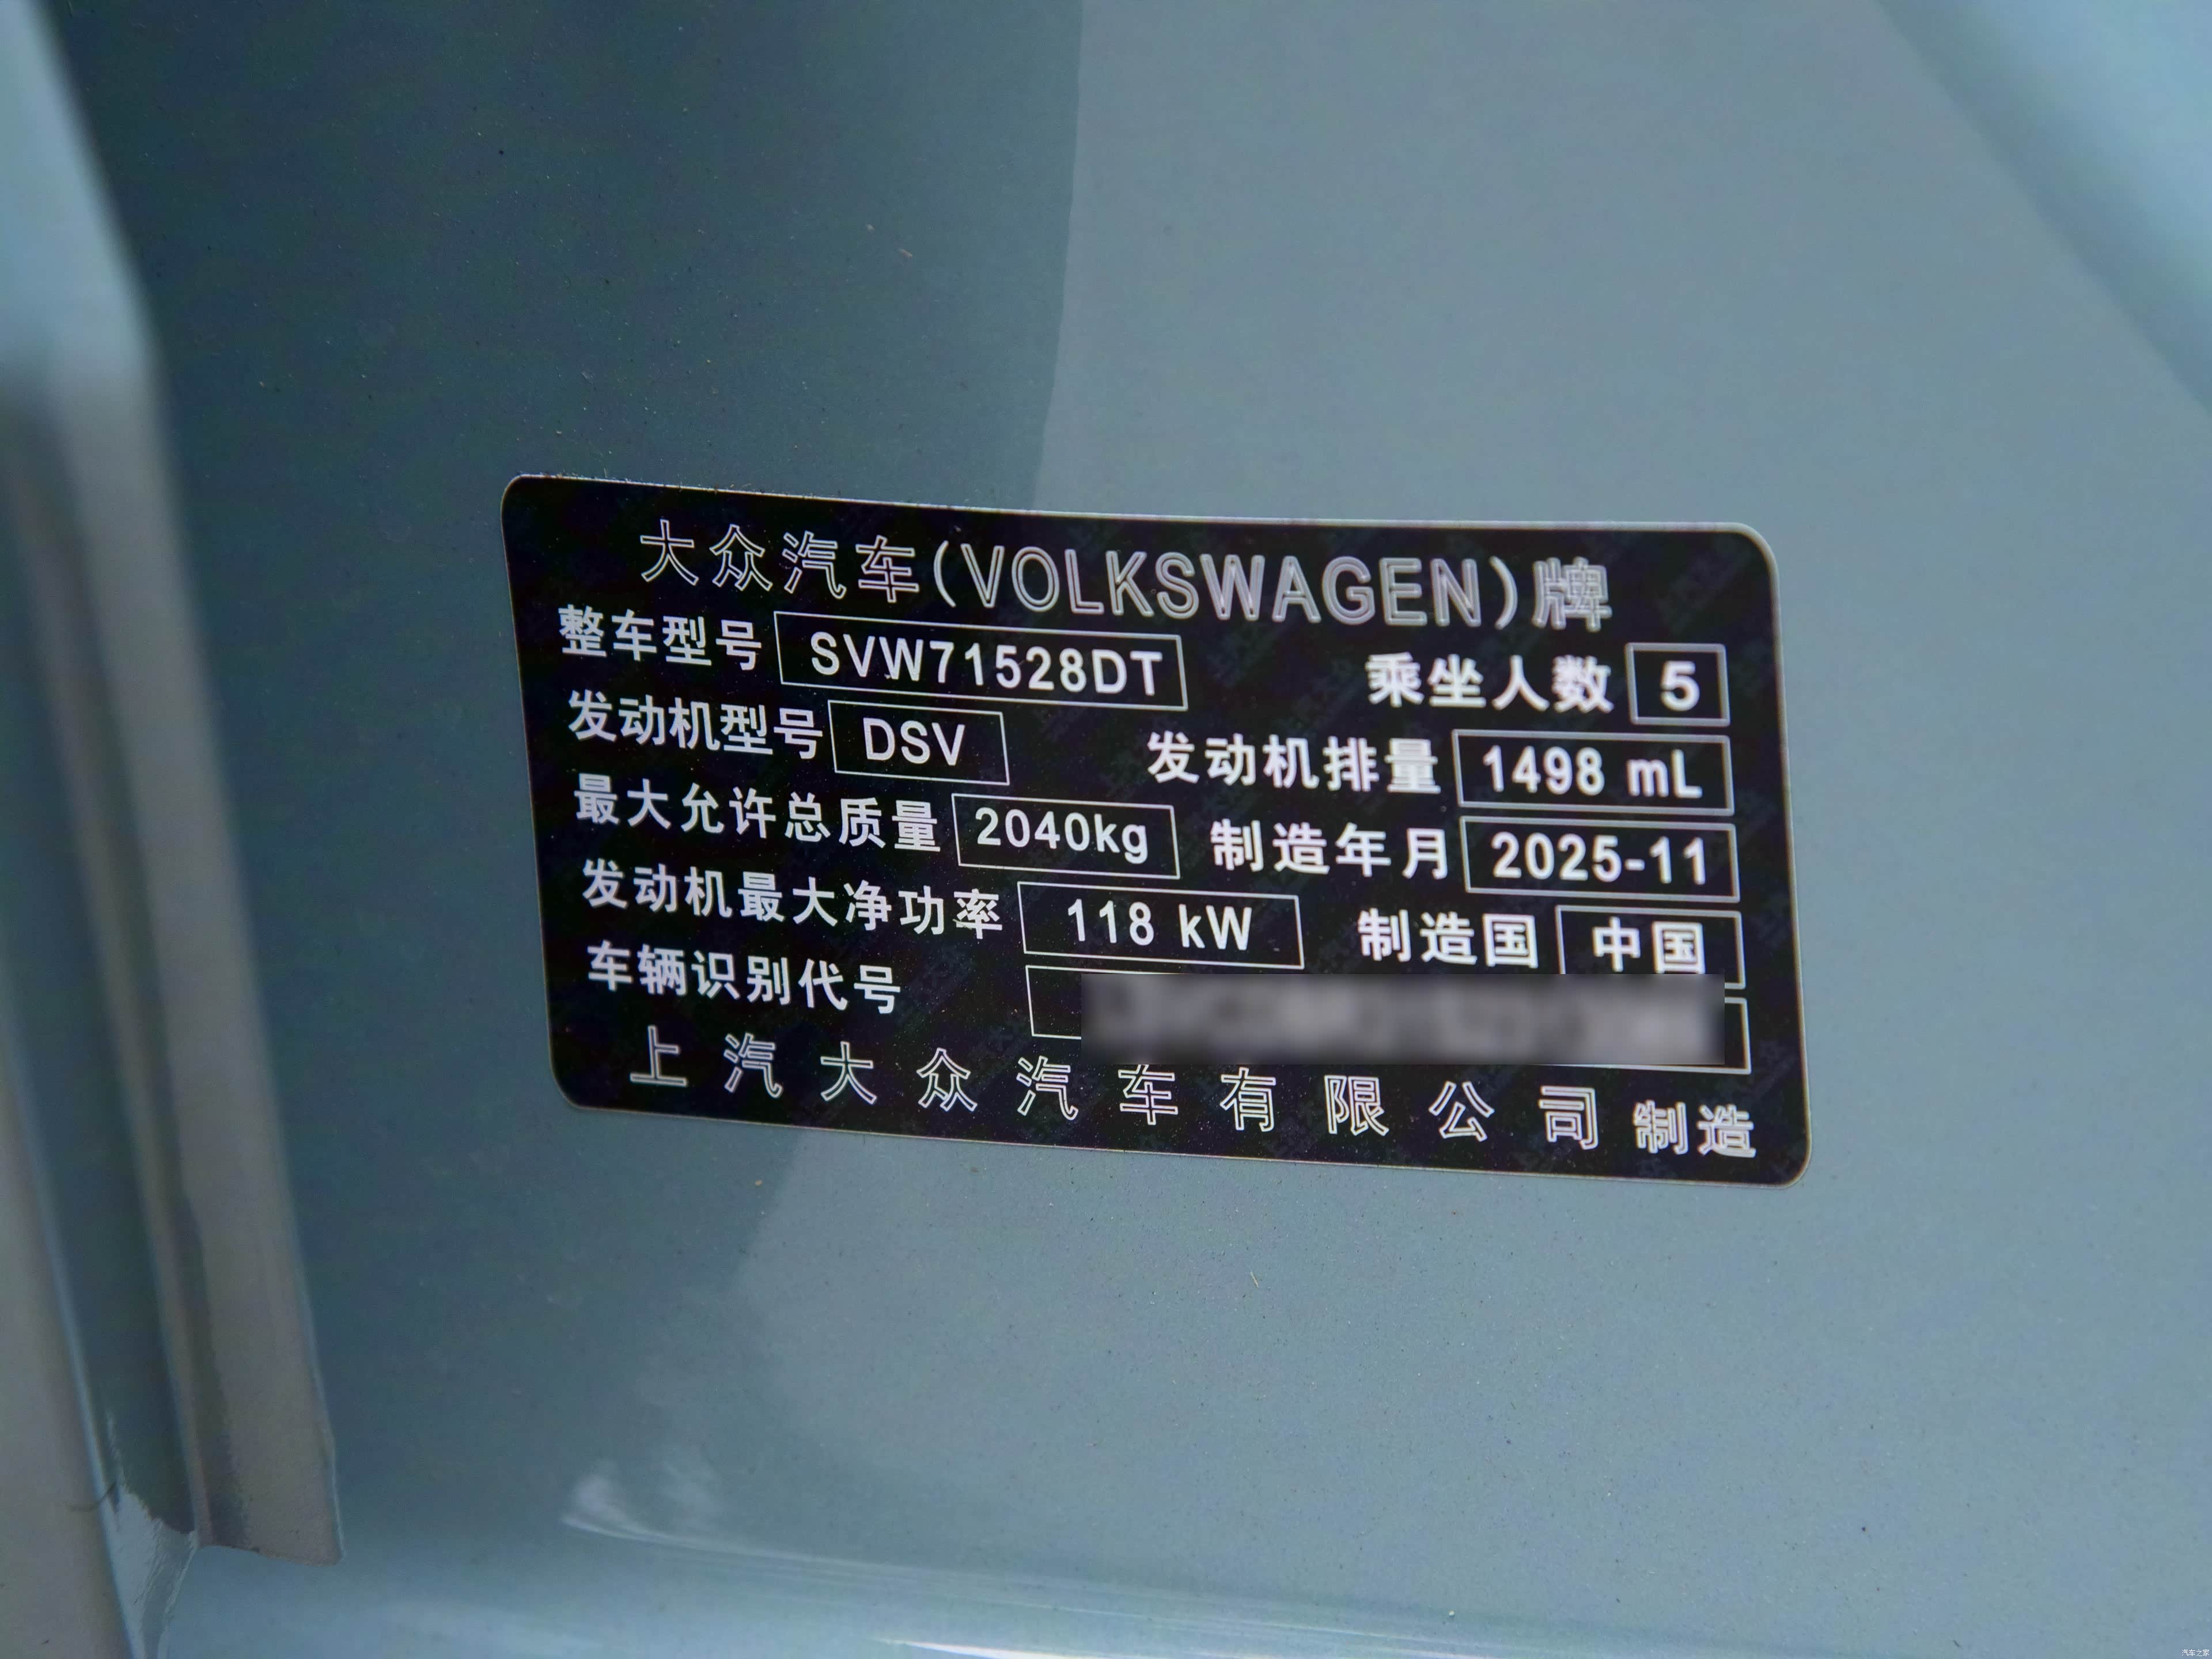 大众汽车(VOLKSWAGEN)牌
整车型号 SVW71528DT 乘坐人数 5
发动机型号 DSV 发动机排量 1498 mL
最大允许总质量 2040kg 制造年月 2025-11
发动机最大净功率 118 kW 制造国 中国
车辆识别代号
上汽大众汽车有限公司 制造
汽车之家